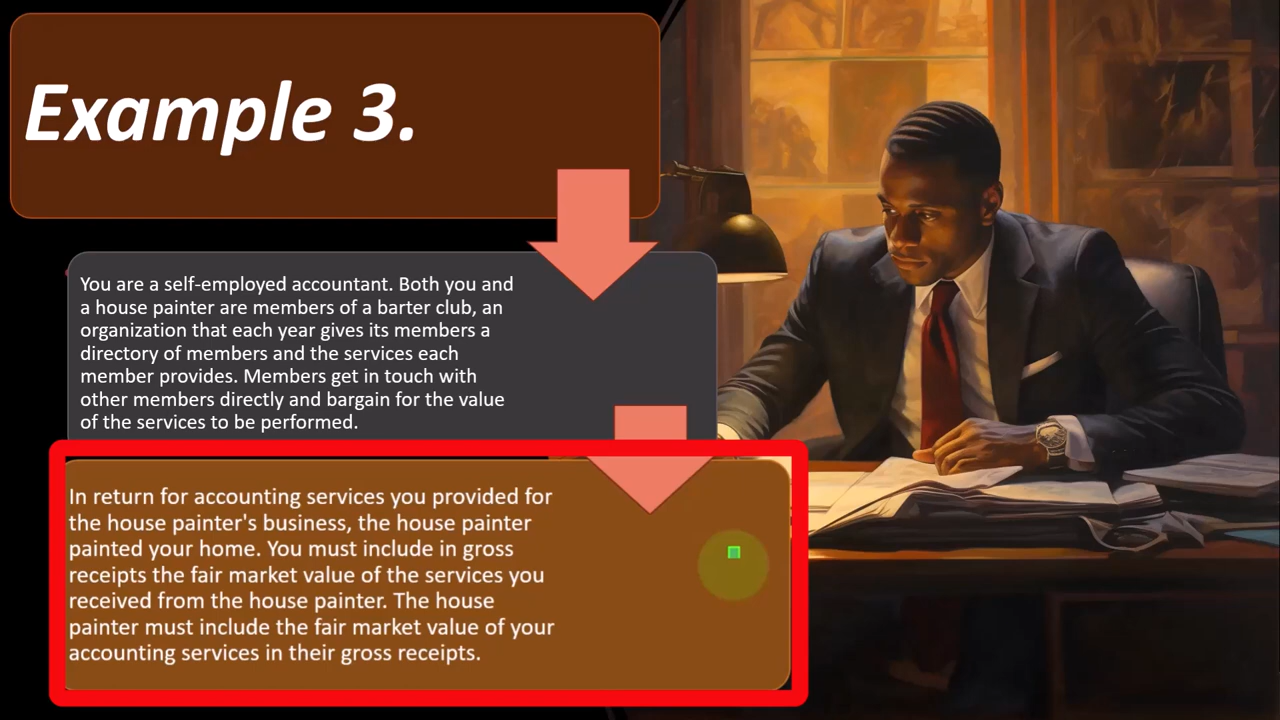 Example 3.
You are a self-employed accountant. Both you and
a house painter are members of a barter club, an
organization that each year gives its members a
directory of members and the services each
member provides. Members get in touch with
other members directly and bargain for the value
of the services to be performed.
In return for accounting services you provided for
the house painter's business, the house painter
painted your home. You must include in gross
receipts the fair market value of the services you
received from the house painter. The house
painter must include the fair market value of your
accounting services in their gross receipts.